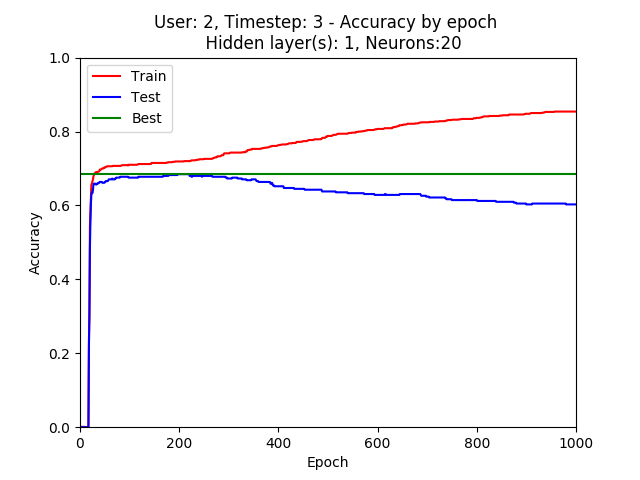 User: 2, Timestep: 3 - Accuracy by epoch
Hidden layer(s): 1, Neurons:20
1.0
0.8
0.6
0.4
0.2
0.0
Accuracy
Train
Test
Best
0 200 400 600 800 1000
Epoch